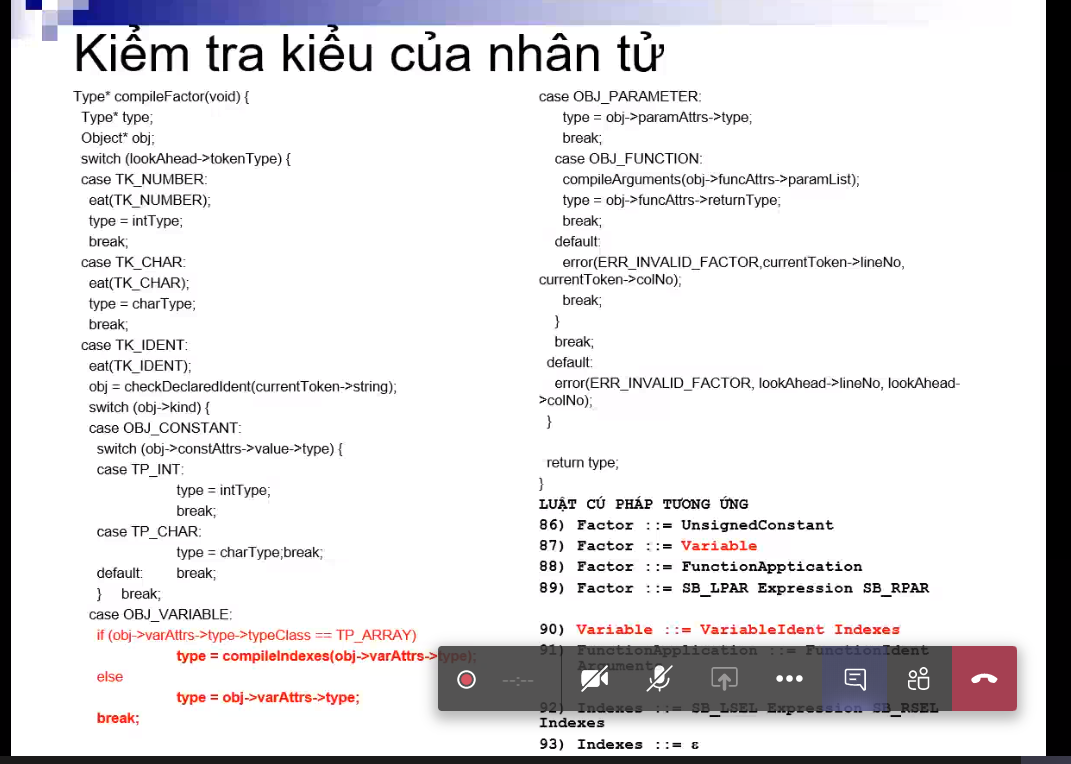 Kiểm tra kiểu của nhân tử
Type* compileFactor(void) {
Type* type;
Object* obj;
switch (lookAhead->tokenType) {
case TK_NUMBER:
eat(TK_NUMBER);
type = intType;
break;
case TK_CHAR:
eat(TK_CHAR);
type = charType;
break;
case TK_IDENT:
eat(TK_IDENT);
obj = checkDeclaredIdent(currentToken->string);
switch (obj->kind) {
case OBJ_CONSTANT:
switch (obj->constAttrs->value->type) {
case TP_INT:
type = intType;
break;
case TP_CHAR:
type = charType;break;
default: break;
} break;
case OBJ_VARIABLE:
if (obj->varAttrs->type->typeClass == TP_ARRAY)
type = compileIndexes(obj->varAttrs->type);
else
type = obj->varAttrs->type;
break;
case OBJ_PARAMETER:
type = obj->paramAttrs->type;
break;
case OBJ_FUNCTION:
compileArguments(obj->funcAttrs->paramList);
type = obj->funcAttrs->returnType;
break;
default:
error(ERR_INVALID_FACTOR,currentToken->lineNo,
currentToken->colNo);
break;
}
break;
default:
error(ERR_INVALID_FACTOR, lookAhead->lineNo, lookAhead-
>colNo);
}
return type;
}
LUẬT CÚ PHÁP TƯƠNG ỨNG
86) Factor ::= UnsignedConstant
87) Factor ::= Variable
88) Factor ::= FunctionApptication
89) Factor ::= SB_LPAR Expression SB_RPAR
90) Variable ::= VariableIdent Indexes
91) FunctionApplication ::= FunctionIdent
Arguments
--:--
92) Indexes ::= SB_LSEL Expression SB_RSEL
Indexes
93) Indexes ::= ε